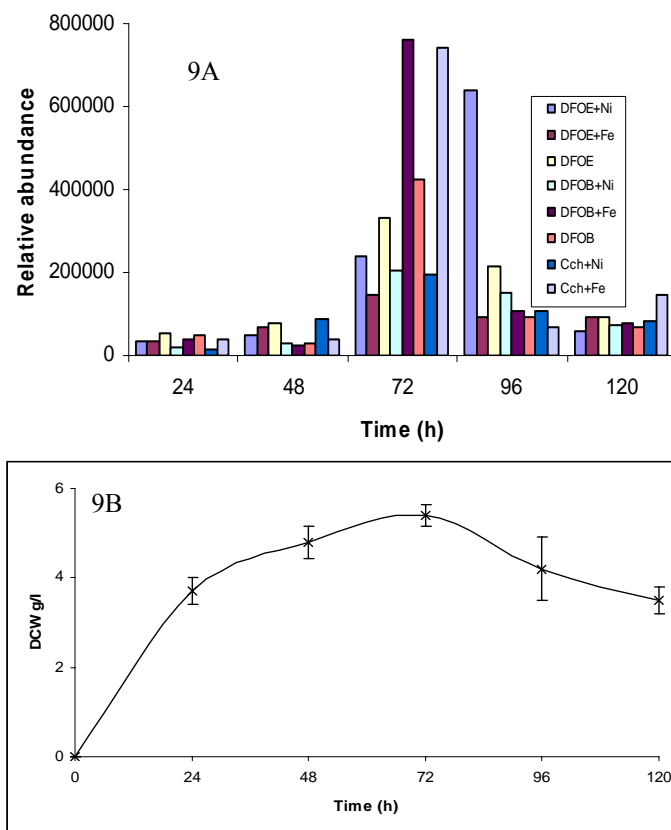 9A
800000
600000
400000
200000
0
Relative abundance
DFOE+Ni
DFOE+Fe
DFOE
DFOB+Ni
DFOB+Fe
DFOB
Cch+Ni
Cch+Fe
24 48 72 96 120
Time (h)
9B
6
4
2
0
DCW g/l
0 24 48 72 96 120
Time (h)